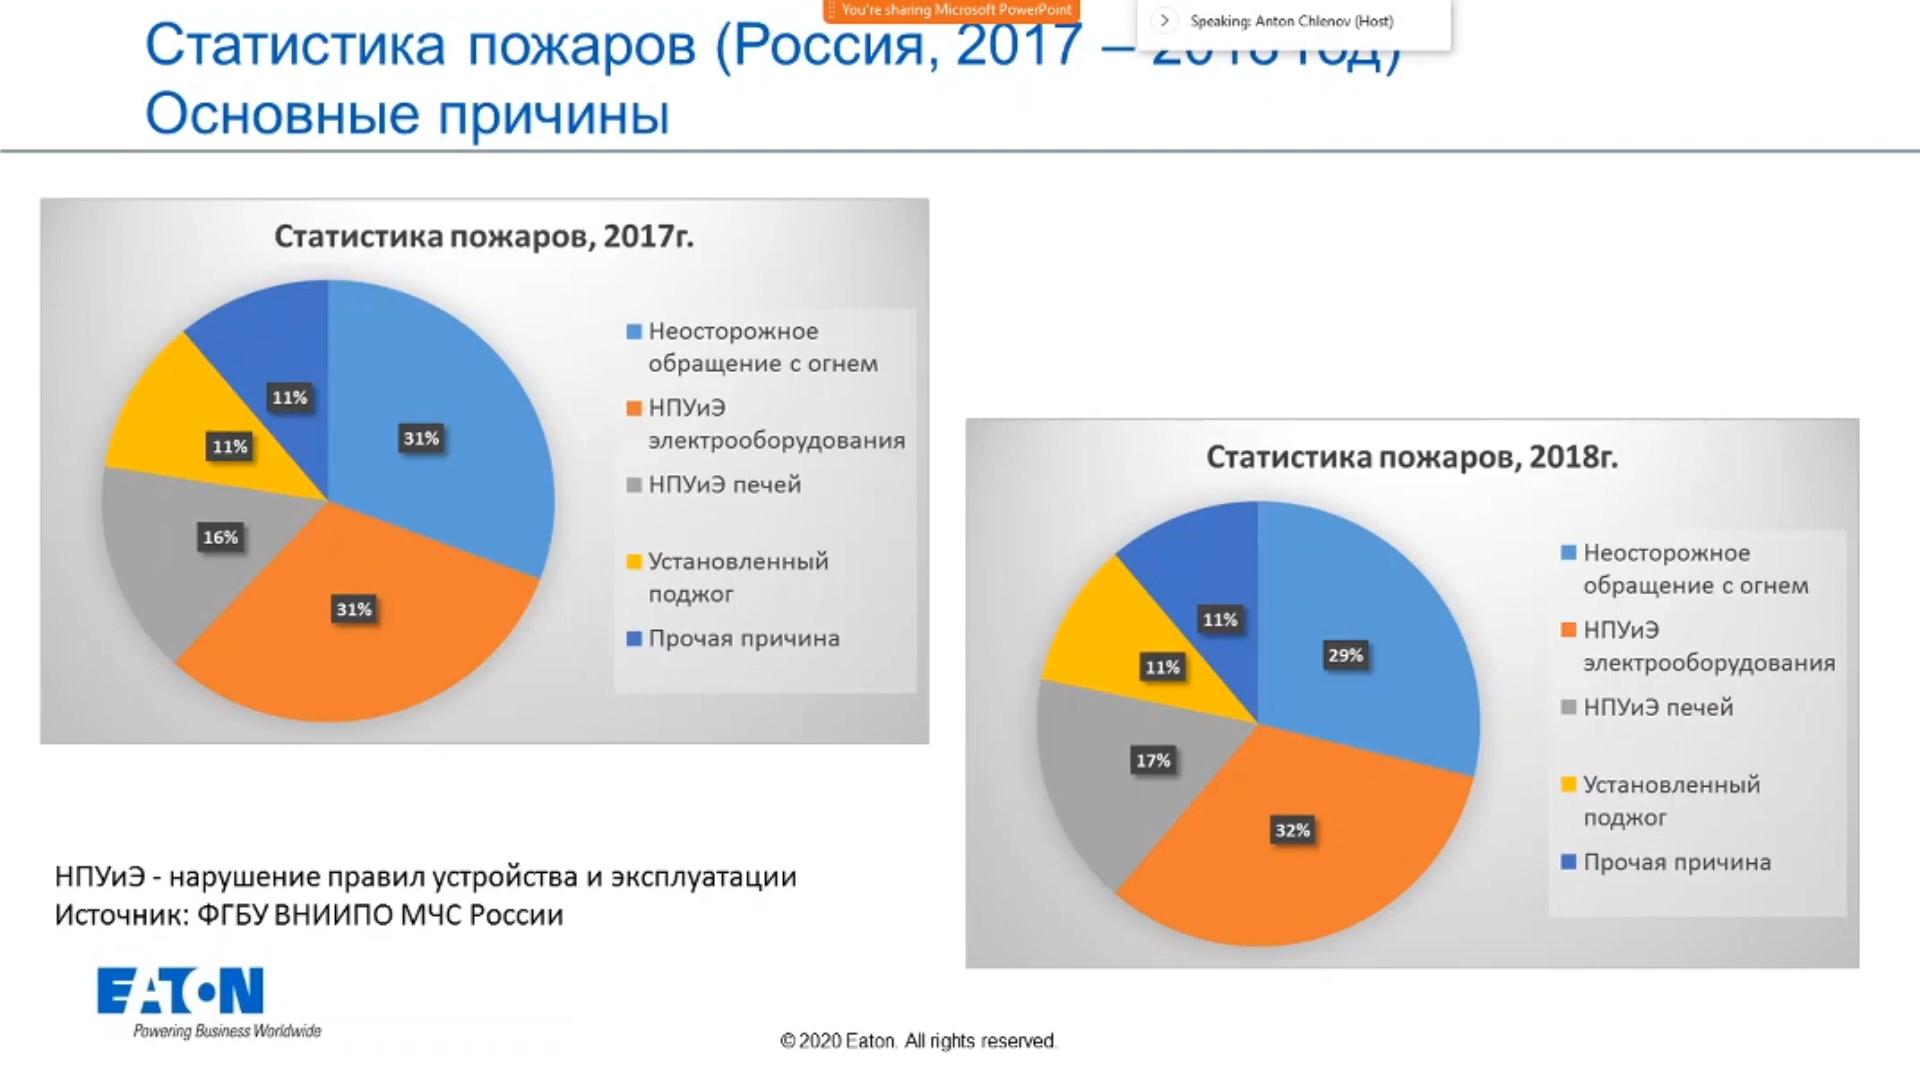 You're sharing Microsoft PowerPoint
Speaking: Anton Chlenov (Host)
Статистика пожаров (Россия, 2017 – 2018 год)
Основные причины
Статистика пожаров, 2017г.
11%
31%
11%
16%
31%
Неосторожное
обращение с огнем
НПУиЭ
электрооборудования
НПУиЭ печей
Установленный
поджог
Прочая причина
Статистика пожаров, 2018г.
11%
29%
11%
17%
32%
Неосторожное
обращение с огнем
НПУиЭ
электрооборудования
НПУиЭ печей
Установленный
поджог
Прочая причина
НПУиЭ - нарушение правил устройства и эксплуатации
Источник: ФГБУ ВНИИПО МЧС России
EATON
Powering Business Worldwide
© 2020 Eaton. All rights reserved.